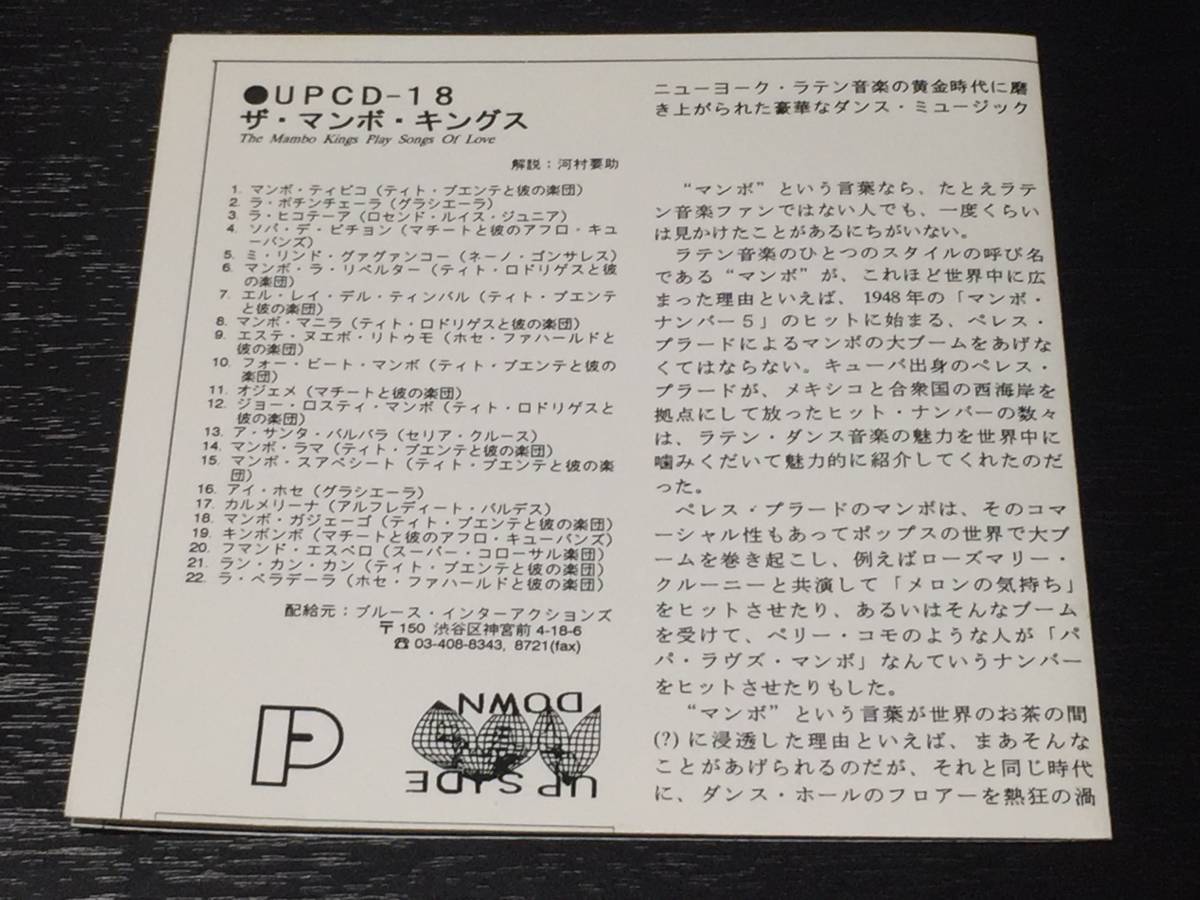 ●UPCD-18
ザ・マンボ・キングス
The Mambo Kings Play Songs Of Love
解説：河村要助
1. マンボ・ティピコ（ティト・プエンテと彼の楽団）
2. ラ・ボチンチェーラ（グラシエーラ）
3. ラ・ヒコテーア（ロセンド・ルイス・ジュニア）
4. ソパ・デ・ピチョン（マチートと彼のアフロ・キュ
ーバンズ）
5. ミ・リンド・グァグァンコー（ネーノ・ゴンサレス）
6. マンボ・ラ・リベルター（ティト・ロドリゲスと彼
の楽団）
7. エル・レイ・デル・ティンバル（ティト・プエンテ
と彼の楽団）
8. マンボ・マニラ（ティト・ロドリゲスと彼の楽団）
9. エステ・ヌエボ・リトゥモ（ホセ・ファハールドと
彼の楽団）
10. フォー・ビート・マンボ（ティト・プエンテと彼の
楽団）
11. オジェメ（マチートと彼の楽団）
12. ジョー・ロスティ・マンボ（ティト・ロドリゲスと
彼の楽団）
13. ア・サンタ・バルバラ（セリア・クルース）
14. マンボ・ラマ（ティト・プエンテと彼の楽団）
15. マンボ・スアベシート（ティト・プエンテと彼の楽
団）
16. アイ・ホセ（グラシエーラ）
17. カルメリーナ（アルフレディート・バルデス）
18. マンボ・ガジェーゴ（ティト・プエンテと彼の楽団）
19. キンボンボ（マチートと彼のアフロ・キューバンズ）
20. フマンド・エスペロ（スーパー・コローサル楽団）
21. ラン・カン・カン（ティト・プエンテと彼の楽団）
22. ラ・ペラデーラ（ホセ・ファハールドと彼の楽団）
配給元：ブルース・インターアクションズ
〒150 渋谷区神宮前 4-18-6
☎ 03-408-8343, 8721(fax)
P
UPSIDE
DOWN
ニューヨーク・ラテン音楽の黄金時代に磨
き上がられた豪華なダンス・ミュージック
“マンボ”という言葉なら、たとえラテ
ン音楽ファンではない人でも、一度くらい
は見かけたことがあるにちがいない。
ラテン音楽のひとつのスタイルの呼び名
である“マンボ”が、これほど世界中に広
まった理由といえば、1948年の「マンボ・
ナンバー５」のヒットに始まる、ペレス・
プラードによるマンボの大ブームをあげな
くてはならない。キューバ出身のペレス・
プラードが、メキシコと合衆国の西海岸を
拠点にして放ったヒット・ナンバーの数々
は、ラテン・ダンス音楽の魅力を世界中に
噛みくだいて魅力的に紹介してくれたのだ
った。
ペレス・プラードのマンボは、そのコマ
ーシャル性もあってポップスの世界で大ブ
ームを巻き起こし、例えばローズマリー・
クルーニーと共演して「メロンの気持ち」
をヒットさせたり、あるいはそんなブーム
を受けて、ペリー・コモのような人が「パ
パ・ラヴズ・マンボ」なんていうナンバー
をヒットさせたりもした。
“マンボ”という言葉が世界のお茶の間
(?)に浸透した理由といえば、まあそんな
ことがあげられるのだが、それと同じ時代
に、ダンス・ホールのフロアーを熱狂の渦